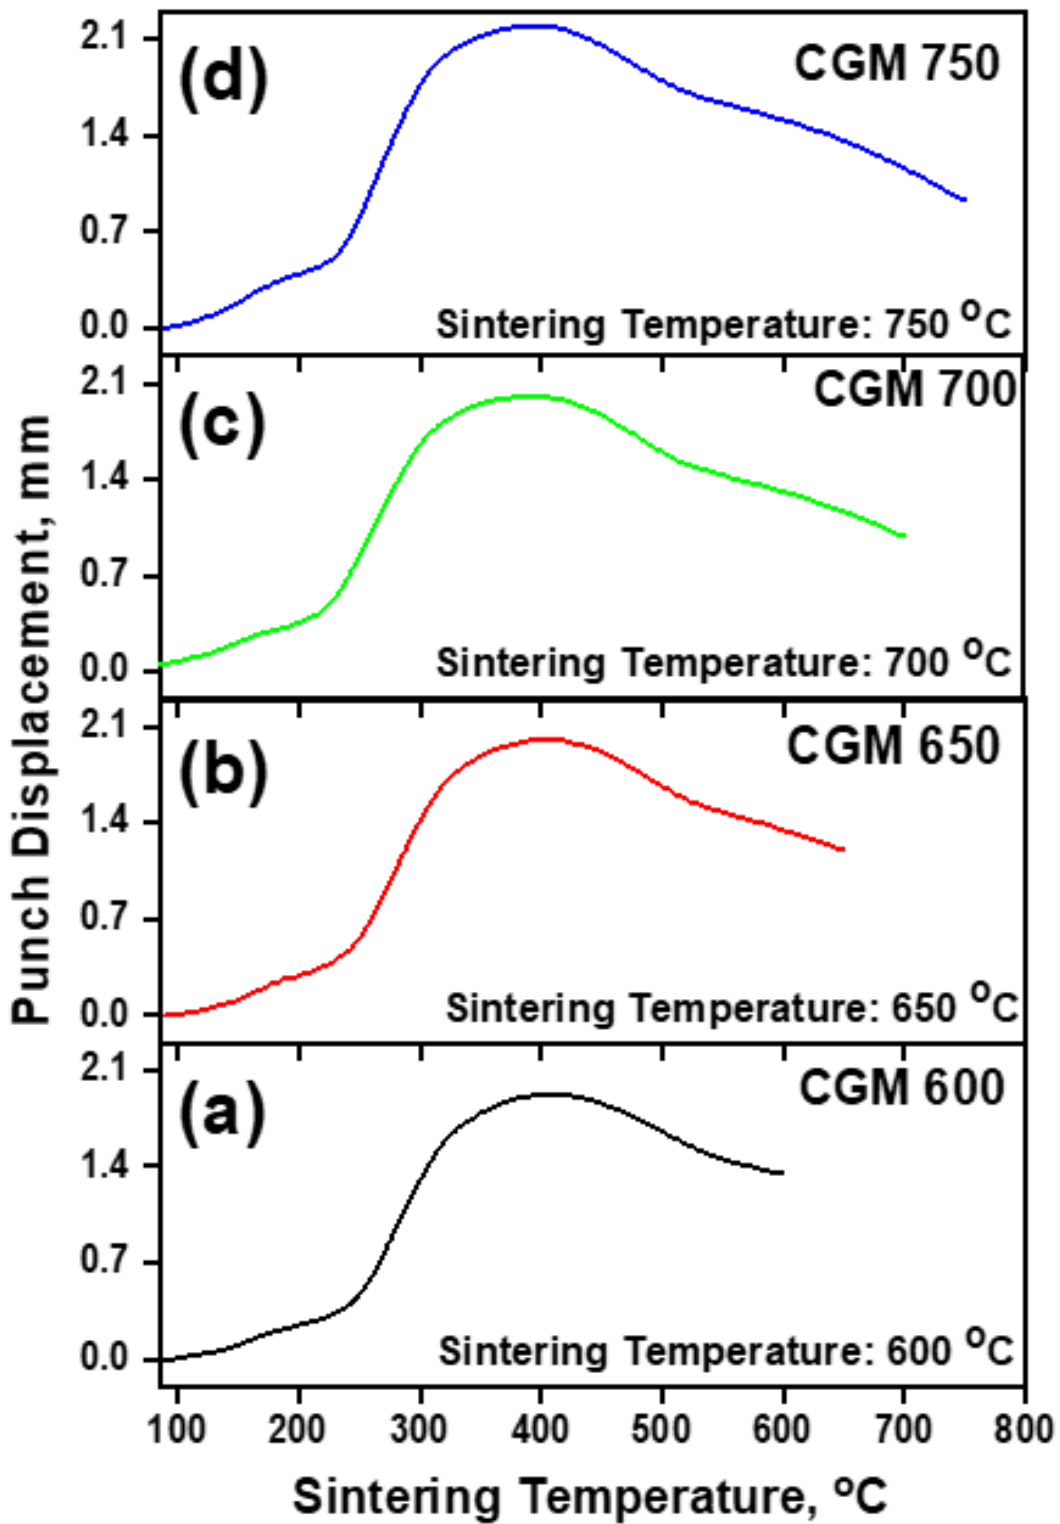 2.1
(d)
CGM 750
1.4
0.7
0.0
Sintering Temperature: 750 °C
2.1
CGM 700
(c)
1.4
0.7
0.0
Sintering Temperature: 700 °C
2.1
CGM 650
(b)
1.4
0.7
0.0
Sintering Temperature: 650 °C
2.1
CGM 600
(a)
1.4
0.7
0.0
Sintering Temperature: 600 °C
Punch Displacement, mm
100 200 300 400 500 600 700 800
Sintering Temperature, °C